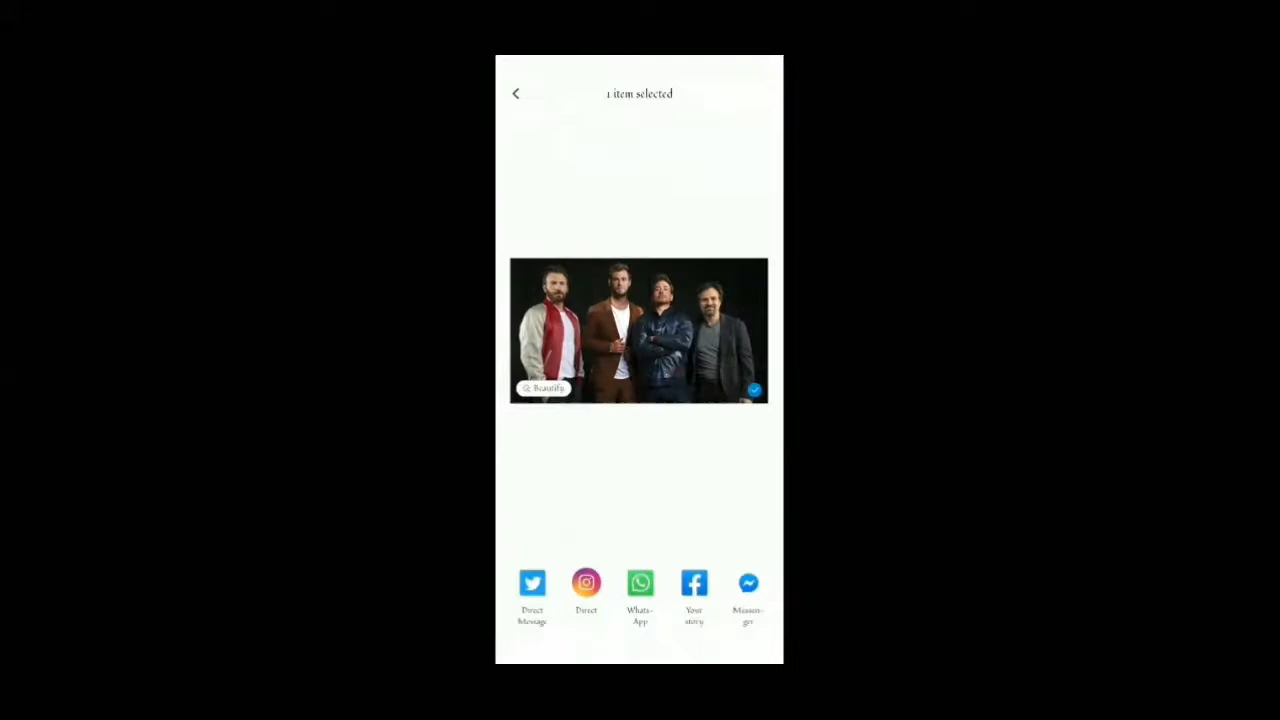 1 item selected
Beautify
Direct
Message
Direct
Whats-
App
Your
story
Messen-
ger